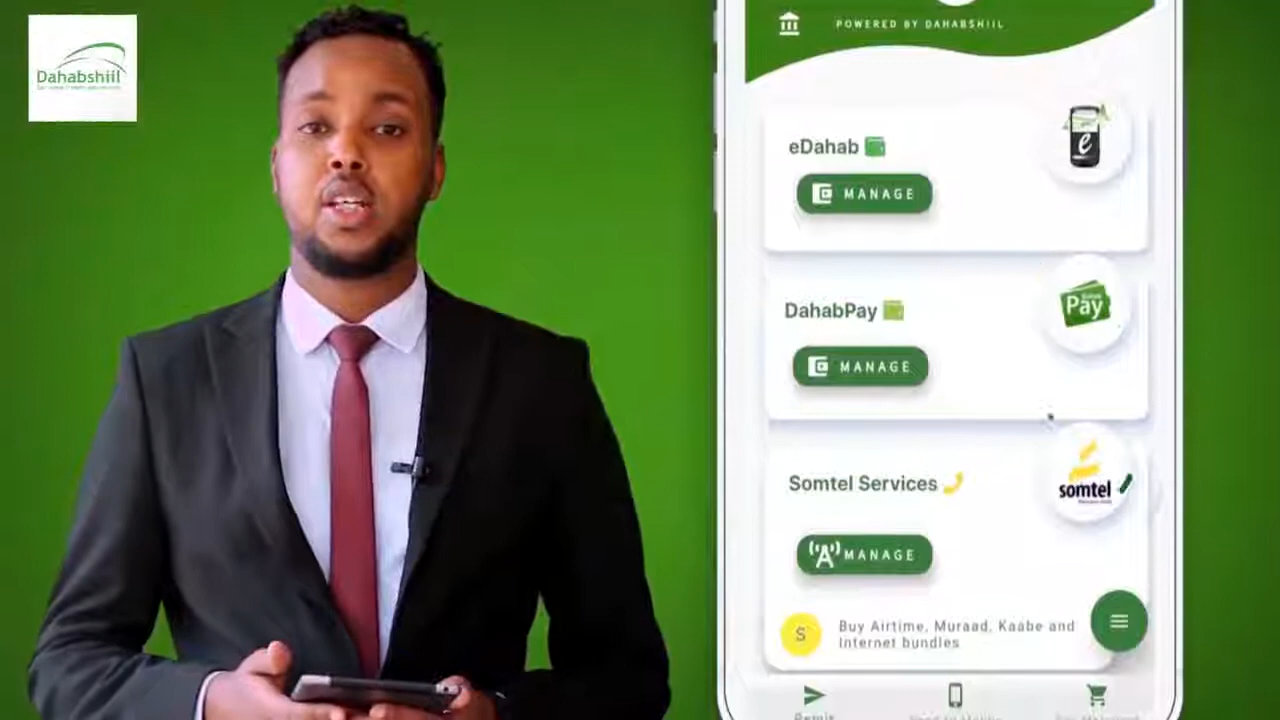 Dahabshiil
POWERED BY DAHABSHIIL
eDahab
e
MANAGE
DahabPay
Pay
MANAGE
Somtel Services
somtel
MANAGE
S
Buy Airtime, Muraad, Kaabe and
Internet bundles
Remit